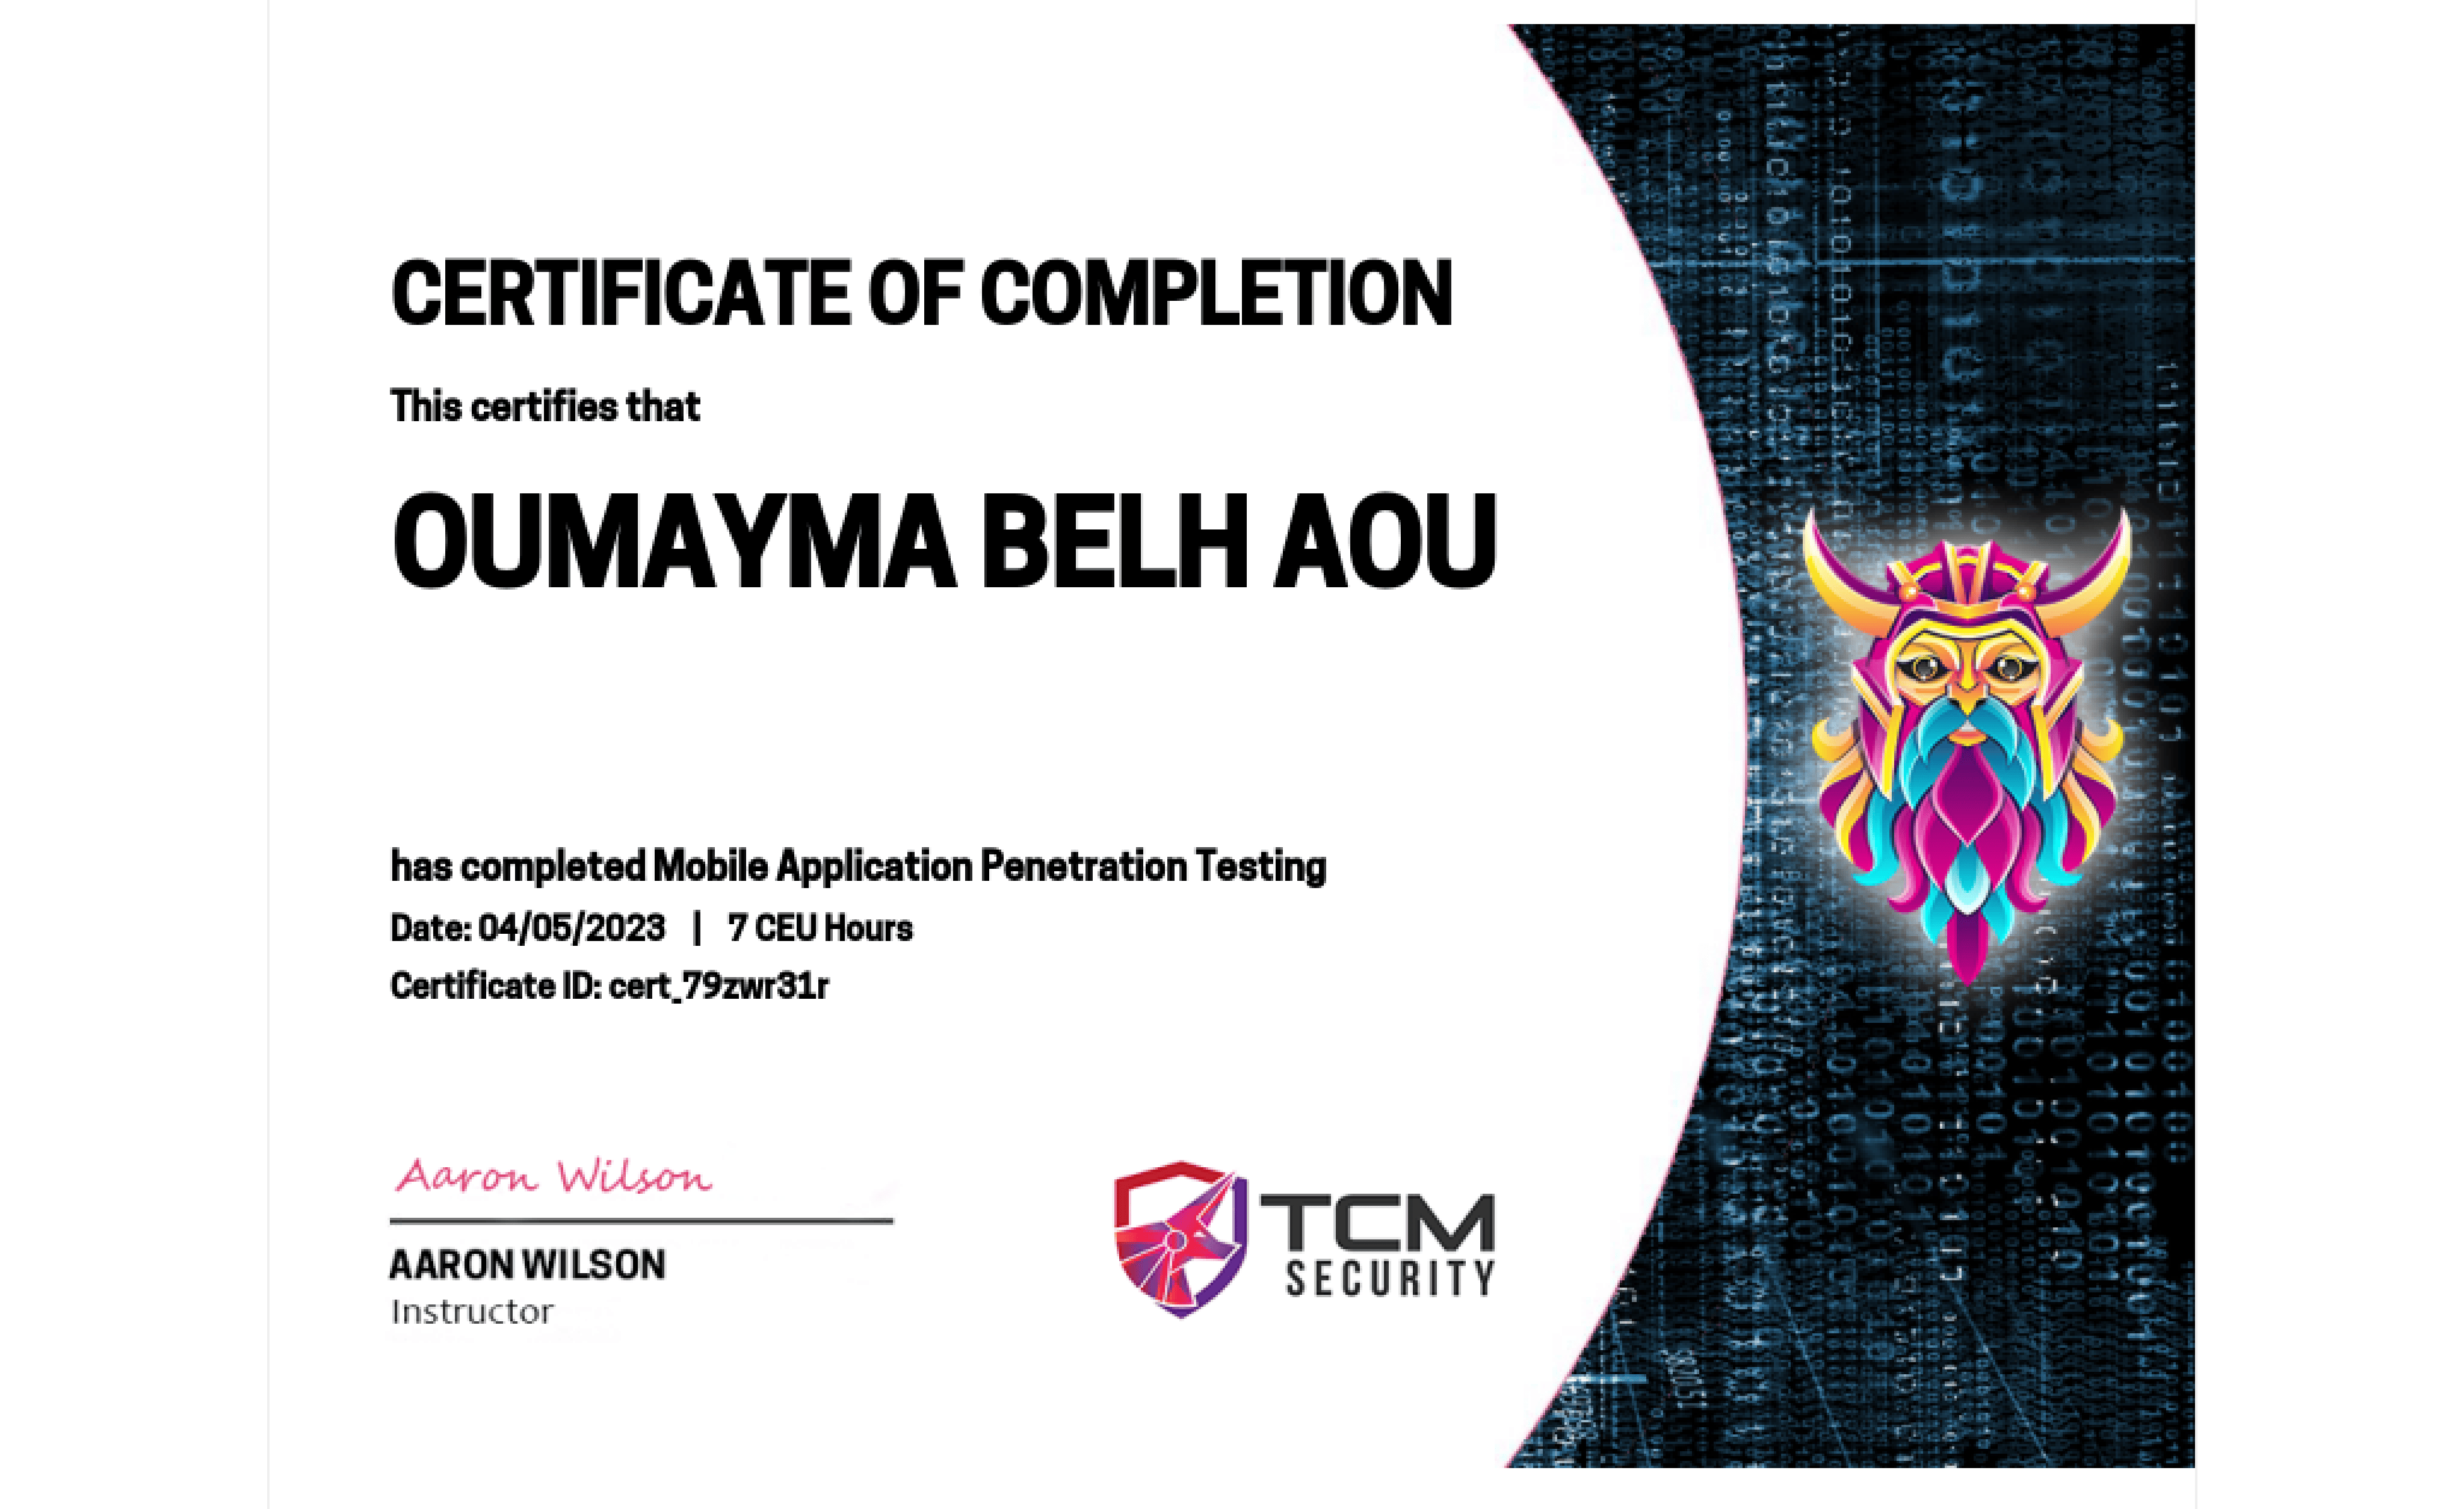 CERTIFICATE OF COMPLETION
This certifies that
OUMAYMA BELH AOU
has completed Mobile Application Penetration Testing
Date: 04/05/2023 | 7 CEU Hours
Certificate ID: cert_79zwr31r
Aaron Wilson
AARON WILSON
Instructor
TCM
SECURITY